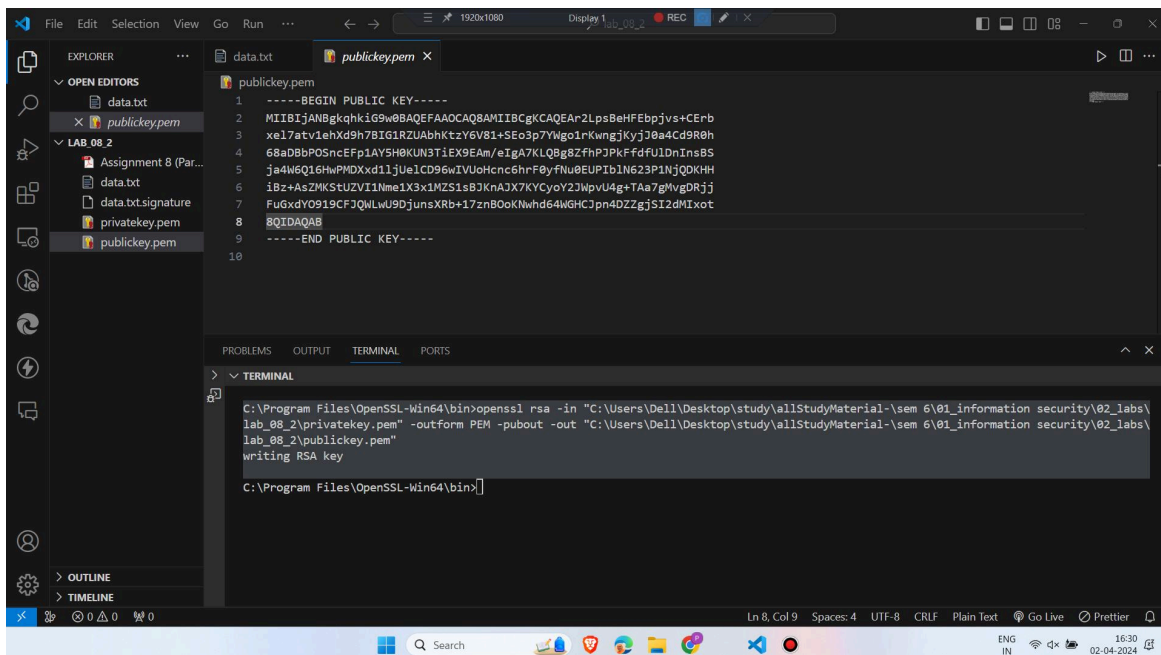 File Edit Selection View Go Run ··· ← → 1920x1080 Display 1 lab_08_2 REC
EXPLORER ···
OPEN EDITORS
data.txt
publickey.pem
LAB_08_2
Assignment 8 (Par...
data.txt
data.txt.signature
privatekey.pem
publickey.pem
OUTLINE
TIMELINE
data.txt publickey.pem
publickey.pem
1 -----BEGIN PUBLIC KEY-----
2 MIIBIjANBgkqhkiG9w0BAQEFAAOCAQ8AMIIBCgKCAQEAr2LpsBeHFEbpjvs+CErb
3 xel7atv1ehXd9h7BIG1RZUAbhKtzY6V81+SEo3p7YWgo1rKwngjKyjJ0a4Cd9R0h
4 68aDBbPOSncEFp1AY5H0KUN3TiEX9EAm/eIgA7KLQBg8ZfhPJPkFfdfUlDnInsBS
5 ja4W6Q16HwPMDXxd1ljUelCD96wIVUoHcnc6hrF0yfNu0EUPIblN623P1NjQDKHH
6 iBz+AsZMKStUZVI1Nme1X3x1MZS1sBJKnAJX7KYCyoY2JWpvU4g+TAa7gMvgDRjj
7 FuGxdYO919CFJQWLwU9DjunsXRb+17znBOoKNwhd64WGHCJpn4DZZgjSI2dMIxot
8 8QIDAQAB
9 -----END PUBLIC KEY-----
10
PROBLEMS OUTPUT TERMINAL PORTS
TERMINAL
C:\Program Files\OpenSSL-Win64\bin>openssl rsa -in "C:\Users\Dell\Desktop\study\allStudyMaterial-\sem 6\01_information security\02_labs\
lab_08_2\privatekey.pem" -outform PEM -pubout -out "C:\Users\Dell\Desktop\study\allStudyMaterial-\sem 6\01_information security\02_labs\
lab_08_2\publickey.pem"
writing RSA key
C:\Program Files\OpenSSL-Win64\bin>
0 0 0 Ln 8, Col 9 Spaces: 4 UTF-8 CRLF Plain Text Go Live Prettier
Search ENG 16:30
IN 02-04-2024